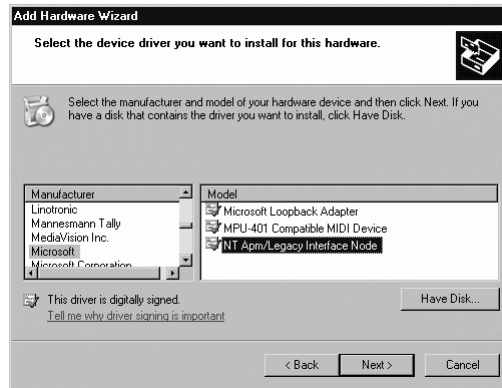 Add Hardware Wizard
Select the device driver you want to install for this hardware.
Select the manufacturer and model of your hardware device and then click Next. If you
have a disk that contains the driver you want to install, click Have Disk.
Manufacturer
Linotronic
Mannesmann Tally
MediaVision Inc.
Microsoft
Microsoft Corporation
Model
Microsoft Loopback Adapter
MPU-401 Compatible MIDI Device
NT Apm/Legacy Interface Node
This driver is digitally signed.
Tell me why driver signing is important
Have Disk...
< Back
Next >
Cancel